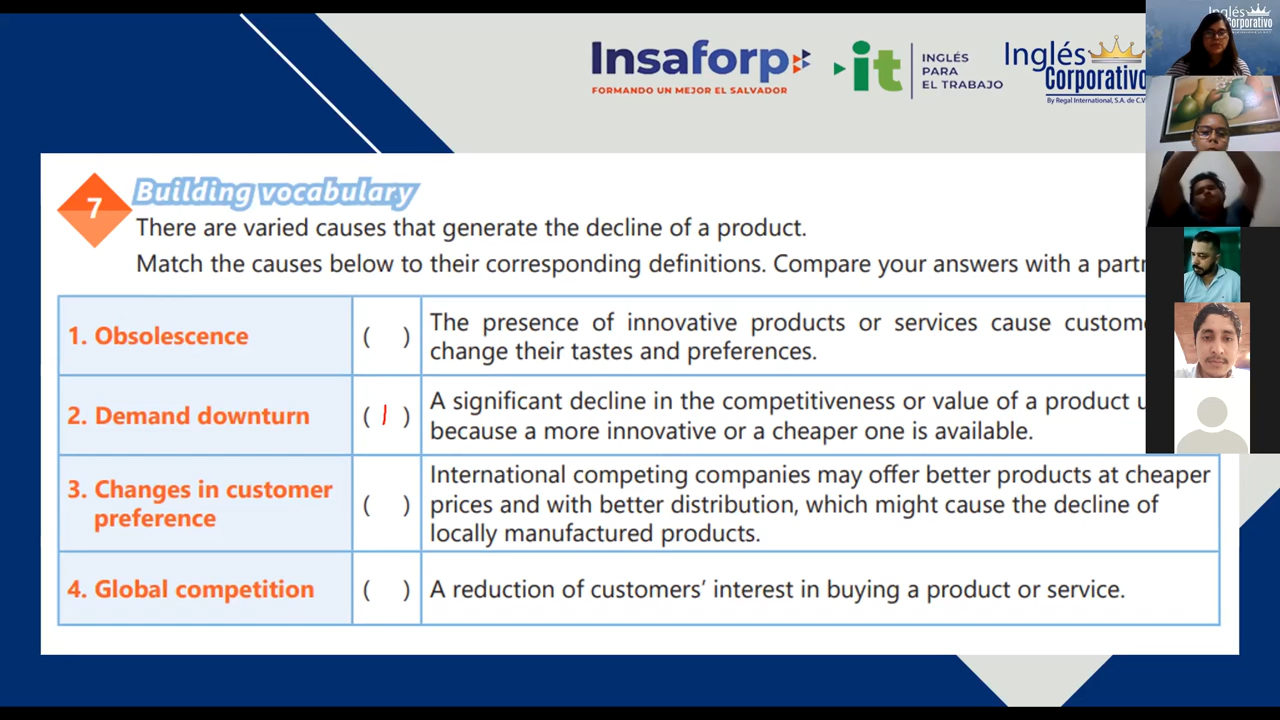 Insaforp
FORMANDO UN MEJOR EL SALVADOR
it
INGLÉS
PARA
EL TRABAJO
Inglés
Corporativo
By Regal International, S.A. de C.V
Inglés
Corporativo
7
Building vocabulary
There are varied causes that generate the decline of a product.
Match the causes below to their corresponding definitions. Compare your answers with a partn
1. Obsolescence
( )
The presence of innovative products or services cause custome
change their tastes and preferences.
2. Demand downturn
( 1 )
A significant decline in the competitiveness or value of a product u
because a more innovative or a cheaper one is available.
3. Changes in customer
preference
( )
International competing companies may offer better products at cheaper
prices and with better distribution, which might cause the decline of
locally manufactured products.
4. Global competition
( )
A reduction of customers’ interest in buying a product or service.